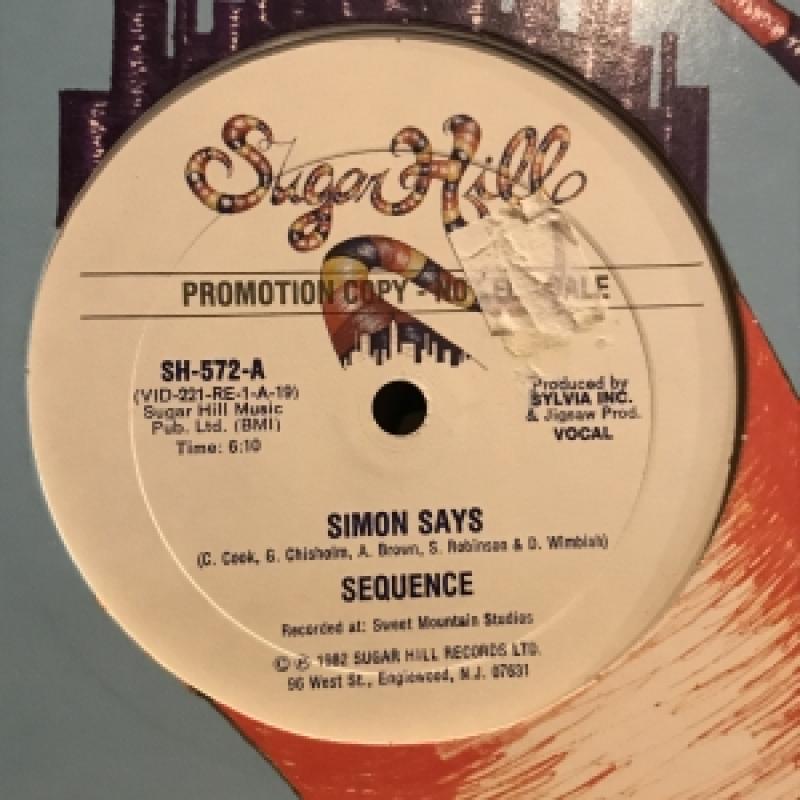 Sugar Hill
PROMOTION COPY - NO SALE
SH-572-A
(VID-221-RE-1-A-19)
Sugar Hill Music
Pub. Ltd. (BMI)
Time: 6:10
Produced by
SYLVIA INC.
& Jigsaw Prod.
VOCAL
SIMON SAYS
(C. Cook, G. Chisholm, A. Brown, S. Robinson & D. Wimbish)
SEQUENCE
Recorded at: Sweet Mountain Studios
© ℗ 1982 SUGAR HILL RECORDS LTD.
96 West St., Englewood, N.J. 07631